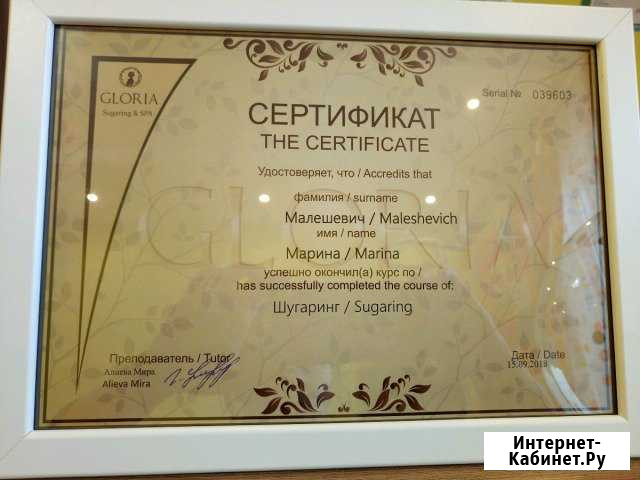 GLORIA
Sugaring & SPA
Serial № 039603
СЕРТИФИКАТ
THE CERTIFICATE
Удостоверяет, что / Accredits that
фамилия / surname
Малешевич / Maleshevich
имя / name
Марина / Marina
успешно окончил(а) курс по /
has successfully completed the course of:
Шугаринг / Sugaring
GLORIA
Преподаватель / Tutor
Алиева Мира
Alieva Mira
Дата / Date
15.09.2018
Интернет-
Кабинет.Ру